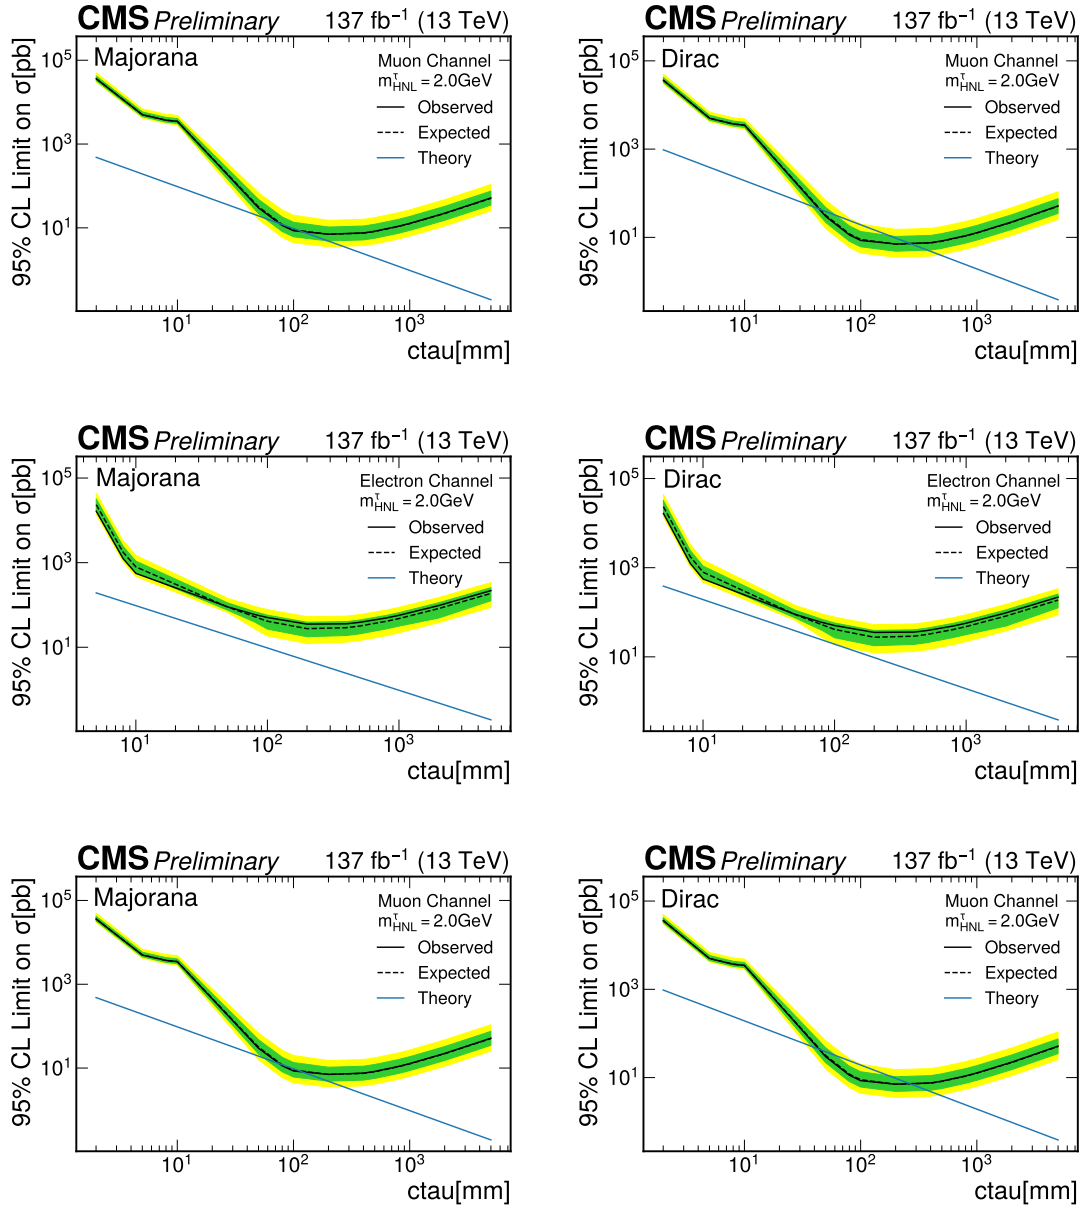 CMS Preliminary 137 fb⁻¹ (13 TeV)
Majorana
Muon Channel
m^τ_HNL = 2.0GeV
Observed
Expected
Theory
95% CL Limit on σ[pb]
10⁵
10³
10¹
10¹ 10² 10³
ctau[mm]
CMS Preliminary 137 fb⁻¹ (13 TeV)
Dirac
Muon Channel
m^τ_HNL = 2.0GeV
Observed
Expected
Theory
95% CL Limit on σ[pb]
10⁵
10³
10¹
10¹ 10² 10³
ctau[mm]
CMS Preliminary 137 fb⁻¹ (13 TeV)
Majorana
Electron Channel
m^τ_HNL = 2.0GeV
Observed
Expected
Theory
95% CL Limit on σ[pb]
10⁵
10³
10¹
10¹ 10² 10³
ctau[mm]
CMS Preliminary 137 fb⁻¹ (13 TeV)
Dirac
Electron Channel
m^τ_HNL = 2.0GeV
Observed
Expected
Theory
95% CL Limit on σ[pb]
10⁵
10³
10¹
10¹ 10² 10³
ctau[mm]
CMS Preliminary 137 fb⁻¹ (13 TeV)
Majorana
Muon Channel
m^τ_HNL = 2.0GeV
Observed
Expected
Theory
95% CL Limit on σ[pb]
10⁵
10³
10¹
10¹ 10² 10³
ctau[mm]
CMS Preliminary 137 fb⁻¹ (13 TeV)
Dirac
Muon Channel
m^τ_HNL = 2.0GeV
Observed
Expected
Theory
95% CL Limit on σ[pb]
10⁵
10³
10¹
10¹ 10² 10³
ctau[mm]